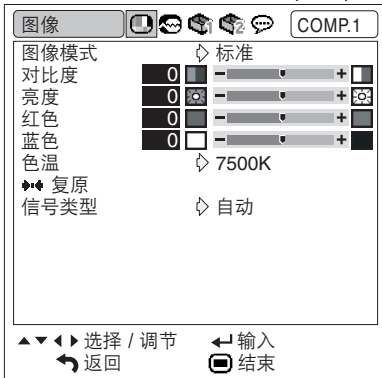 图像 COMP.1
图像模式 标准
对比度 0 − +
亮度 0 − +
红色 0 − +
蓝色 0 − +
色温 7500K
复原
信号类型 自动
选择 / 调节 输入
返回 结束